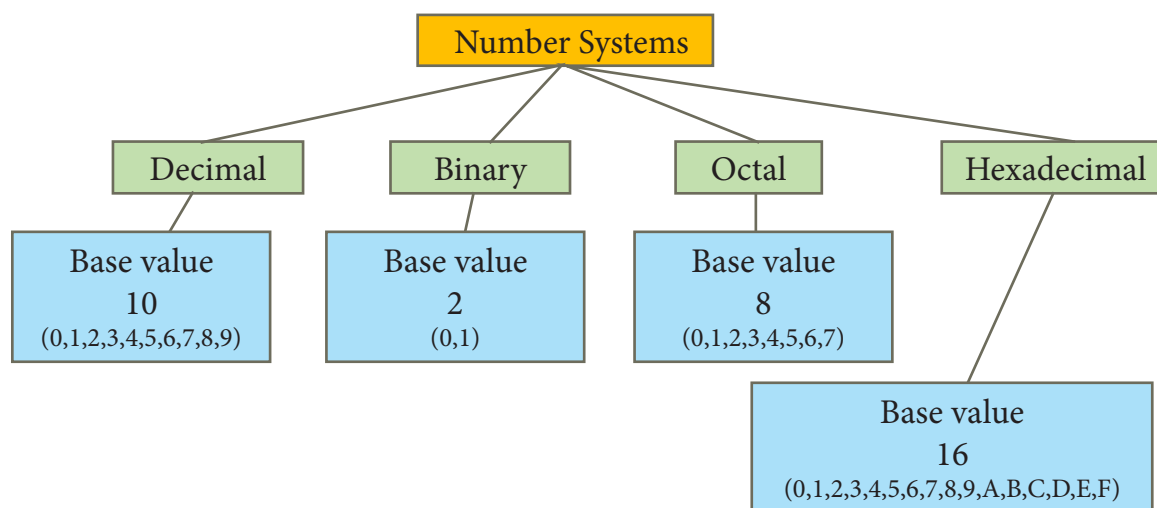 Number Systems
Decimal
Binary
Octal
Hexadecimal
Base value
10
(0,1,2,3,4,5,6,7,8,9)
Base value
2
(0,1)
Base value
8
(0,1,2,3,4,5,6,7)
Base value
16
(0,1,2,3,4,5,6,7,8,9,A,B,C,D,E,F)